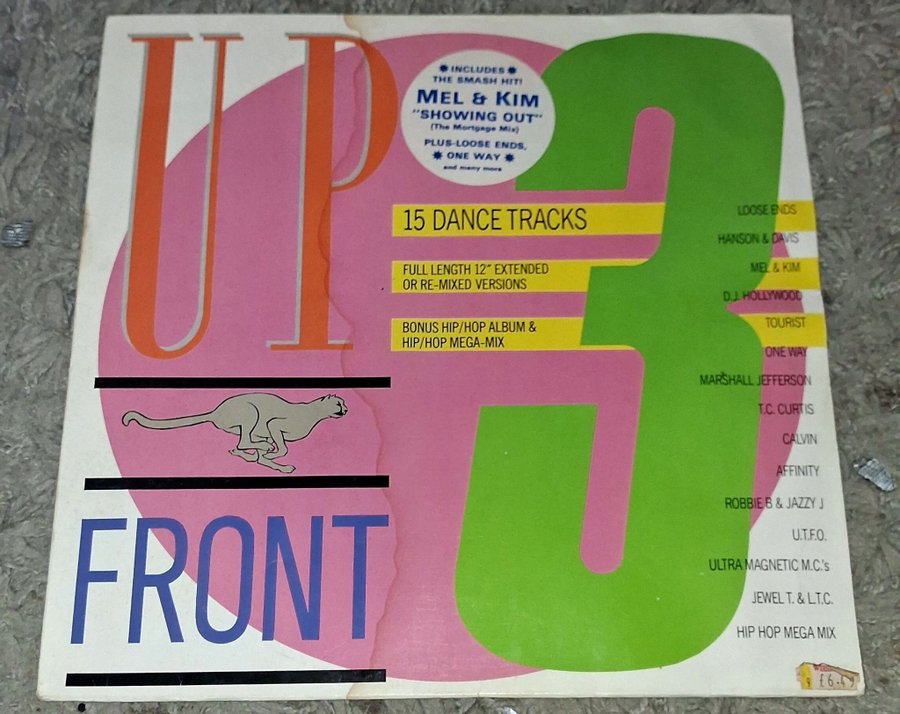 UP
FRONT
3
INCLUDES
THE SMASH HIT!
MEL & KIM
"SHOWING OUT"
(The Mortgage Mix)
PLUS-LOOSE ENDS,
ONE WAY
and many more
15 DANCE TRACKS
FULL LENGTH 12" EXTENDED
OR RE-MIXED VERSIONS
BONUS HIP/HOP ALBUM &
HIP/HOP MEGA-MIX
LOOSE ENDS
HANSON & DAVIS
MEL & KIM
D.J. HOLLYWOOD
TOURIST
ONE WAY
MARSHALL JEFFERSON
T.C. CURTIS
CALVIN
AFFINITY
ROBBIE B & JAZZY J
U.T.F.O.
ULTRA MAGNETIC M.C.'s
JEWEL T. & L.T.C.
HIP HOP MEGA MIX
£6.49